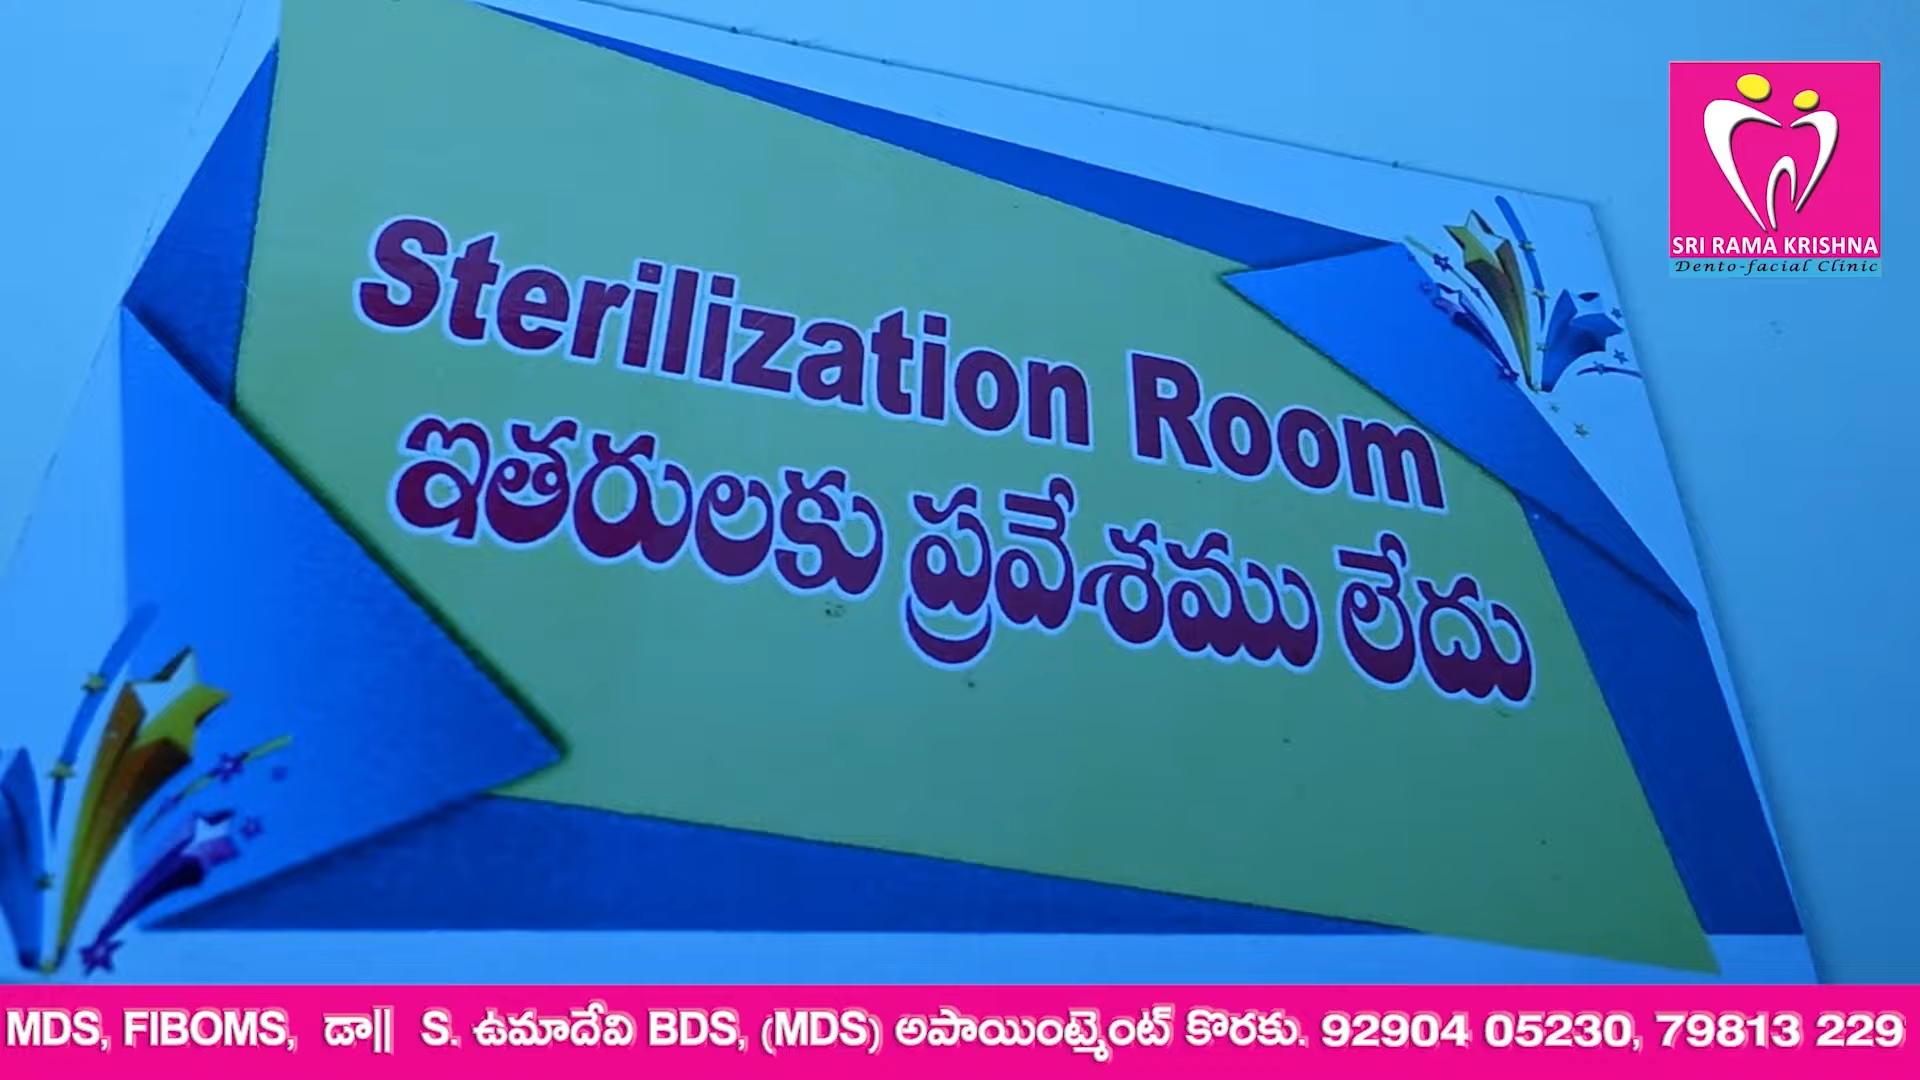 SRI RAMA KRISHNA
Dento-facial Clinic
Sterilization Room
ఇతరులకు ప్రవేశము లేదు
MDS, FIBOMS, డా|| S. ఉమాదేవి BDS, (MDS) అపాయింట్మెంట్ కొరకు. 92904 05230, 79813 229